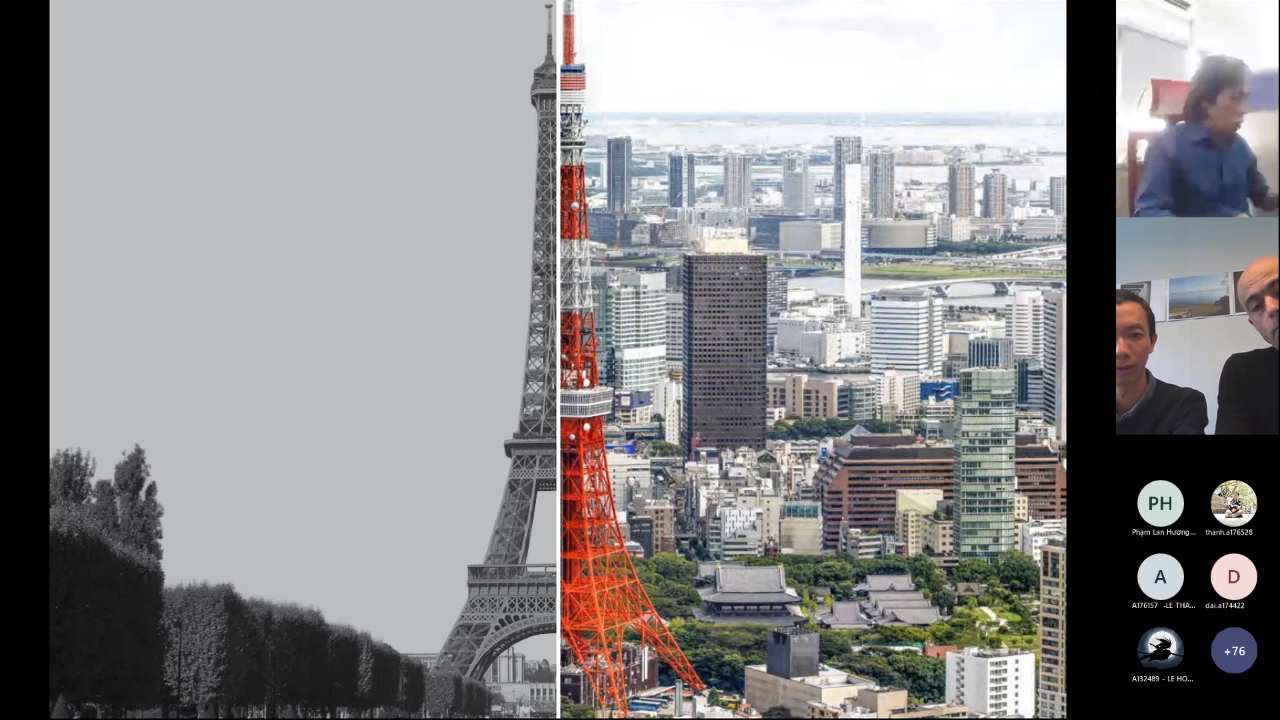 PH
Phạm Lan Hương...
thanh.a176528
A
A176157 -LE THA...
D
dai.a174422
A132489 - LE HO...
+76